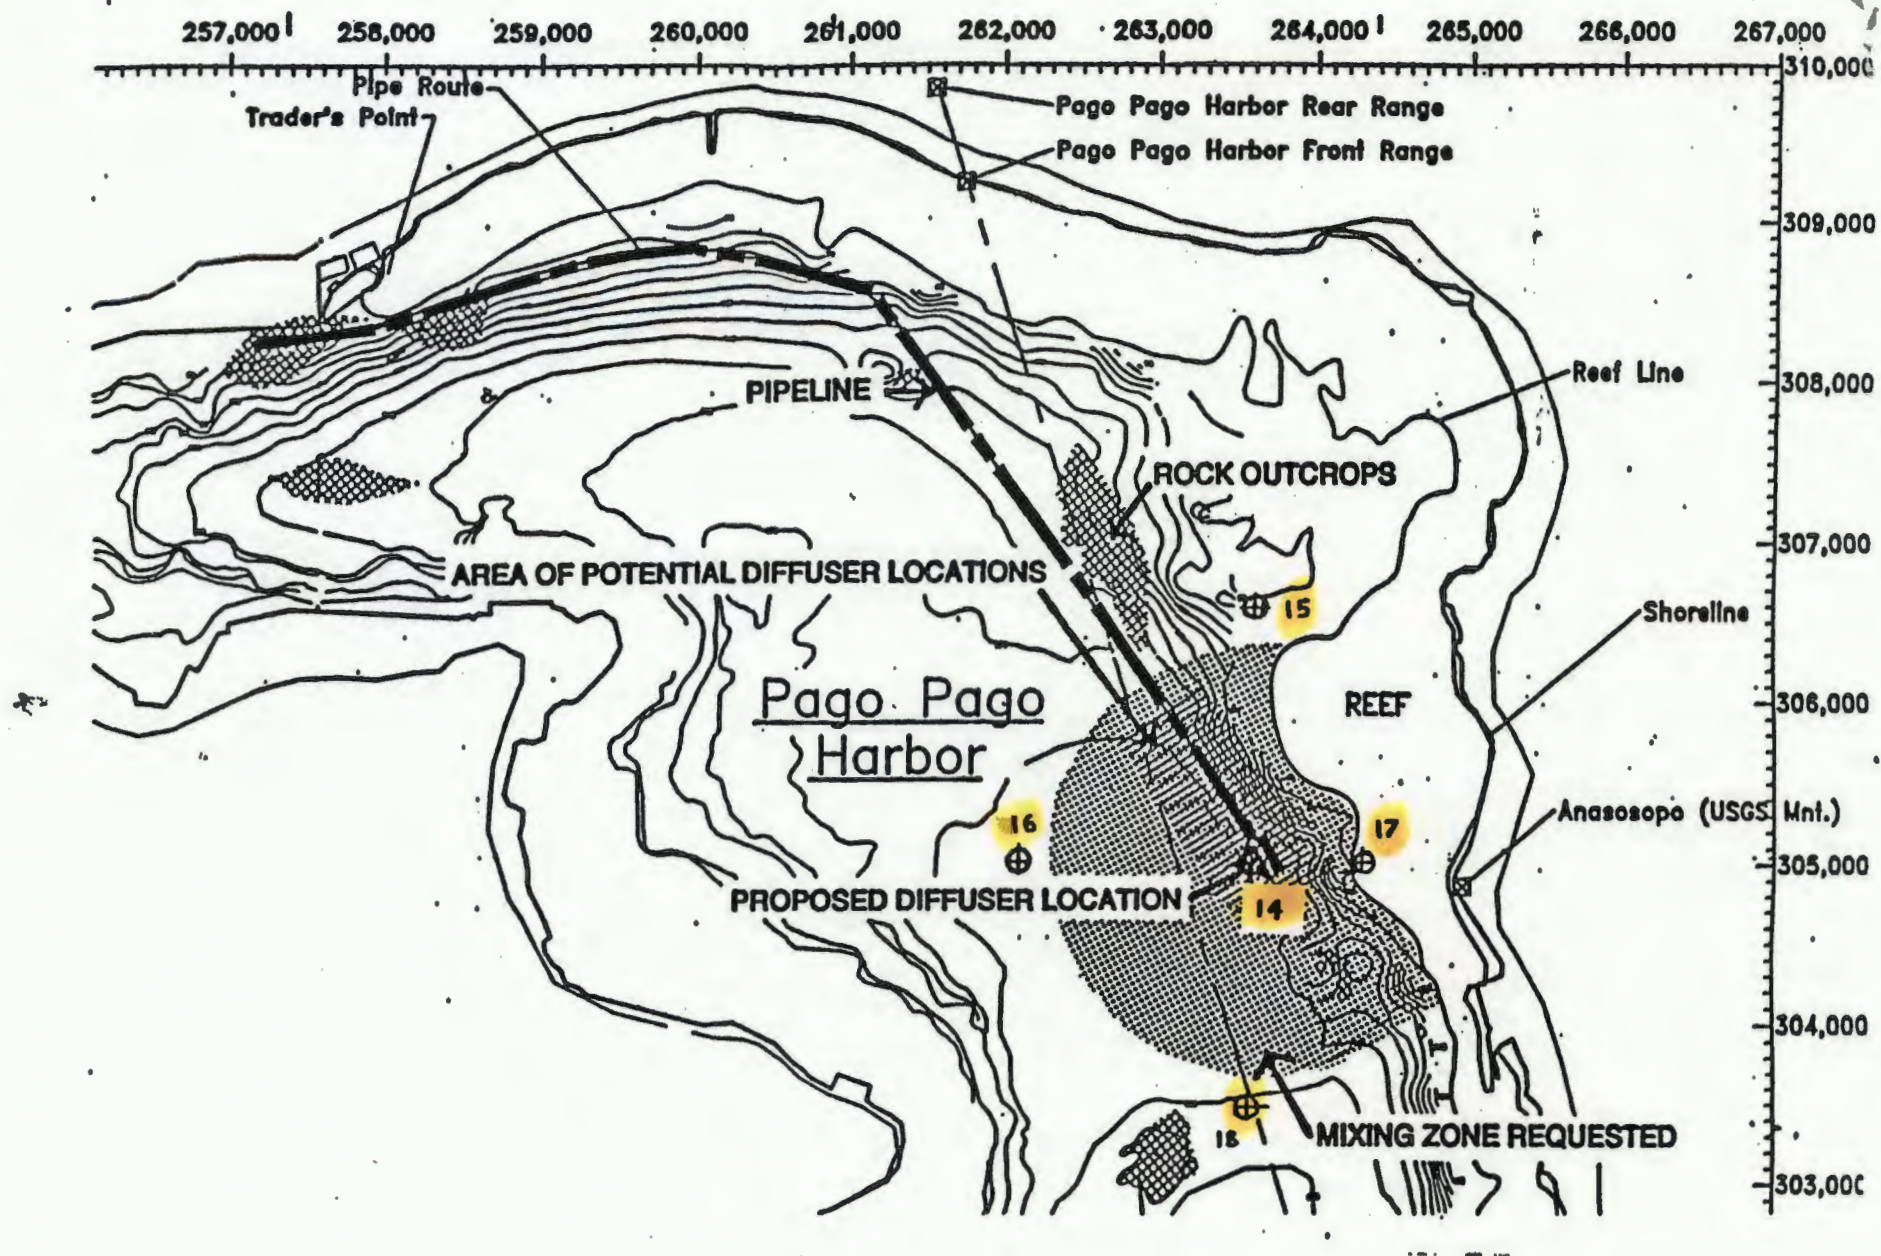 257,000 258,000 259,000 260,000 261,000 262,000 263,000 264,000 265,000 266,000 267,000
310,000
Pipe Route
Trader's Point
Pago Pago Harbor Rear Range
Pago Pago Harbor Front Range
309,000
Reef Line
308,000
PIPELINE
ROCK OUTCROPS
307,000
AREA OF POTENTIAL DIFFUSER LOCATIONS
15
Shoreline
Pago Pago
Harbor
REEF
306,000
16
17
Anasosopo (USGS Mnt.)
305,000
PROPOSED DIFFUSER LOCATION
14
304,000
18
MIXING ZONE REQUESTED
303,000